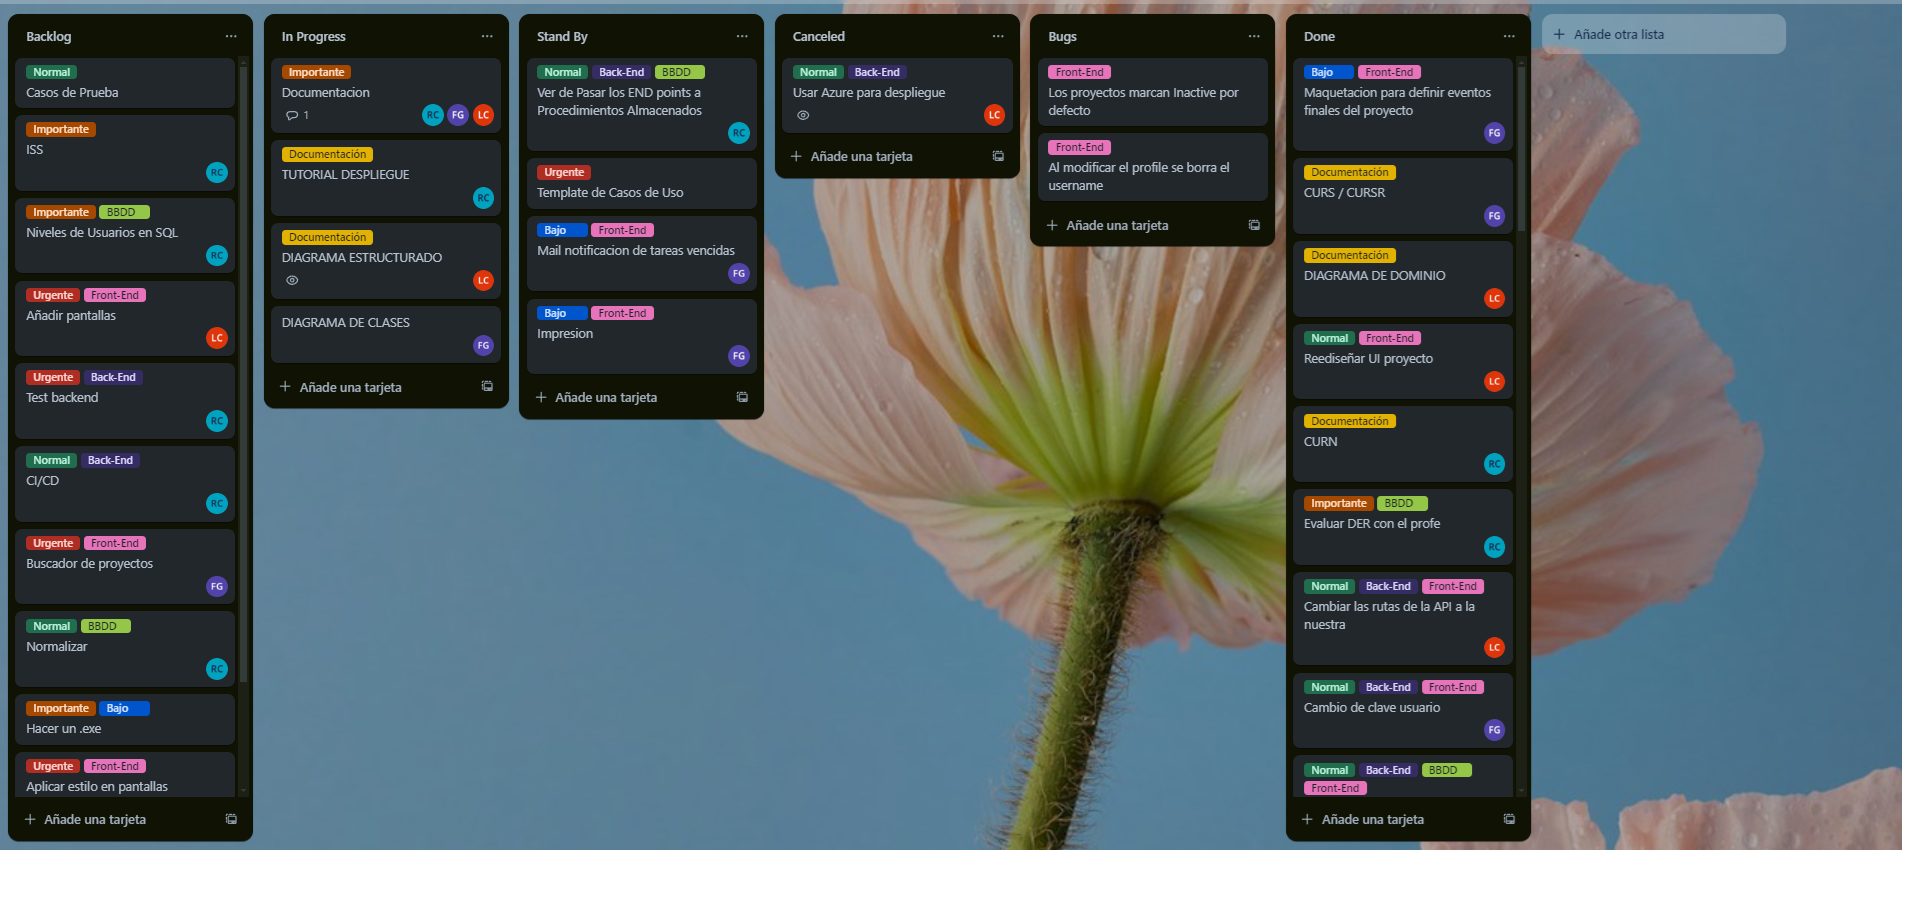 Backlog
Normal
Casos de Prueba
Importante
ISS
RC
Importante BBDD
Niveles de Usuarios en SQL
RC
Urgente Front-End
Añadir pantallas
LC
Urgente Back-End
Test backend
RC
Normal Back-End
CI/CD
RC
Urgente Front-End
Buscador de proyectos
FG
Normal BBDD
Normalizar
RC
Importante Bajo
Hacer un .exe
Urgente Front-End
Aplicar estilo en pantallas
Añade una tarjeta
In Progress
Importante
Documentacion
1
RC FG LC
Documentación
TUTORIAL DESPLIEGUE
RC
Documentación
DIAGRAMA ESTRUCTURADO
LC
DIAGRAMA DE CLASES
FG
Añade una tarjeta
Stand By
Normal Back-End BBDD
Ver de Pasar los END points a
Procedimientos Almacenados
RC
Urgente
Template de Casos de Uso
Bajo Front-End
Mail notificacion de tareas vencidas
FG
Bajo Front-End
Impresion
FG
Añade una tarjeta
Canceled
Normal Back-End
Usar Azure para despliegue
LC
Añade una tarjeta
Bugs
Front-End
Los proyectos marcan Inactive por
defecto
Front-End
Al modificar el profile se borra el
username
Añade una tarjeta
Done
Bajo Front-End
Maquetacion para definir eventos
finales del proyecto
FG
Documentación
CURS / CURSR
FG
Documentación
DIAGRAMA DE DOMINIO
LC
Normal Front-End
Reediseñar UI proyecto
LC
Documentación
CURN
RC
Importante BBDD
Evaluar DER con el profe
RC
Normal Back-End Front-End
Cambiar las rutas de la API a la
nuestra
LC
Normal Back-End Front-End
Cambio de clave usuario
FG
Normal Back-End BBDD
Front-End
Añade una tarjeta
Añade otra lista